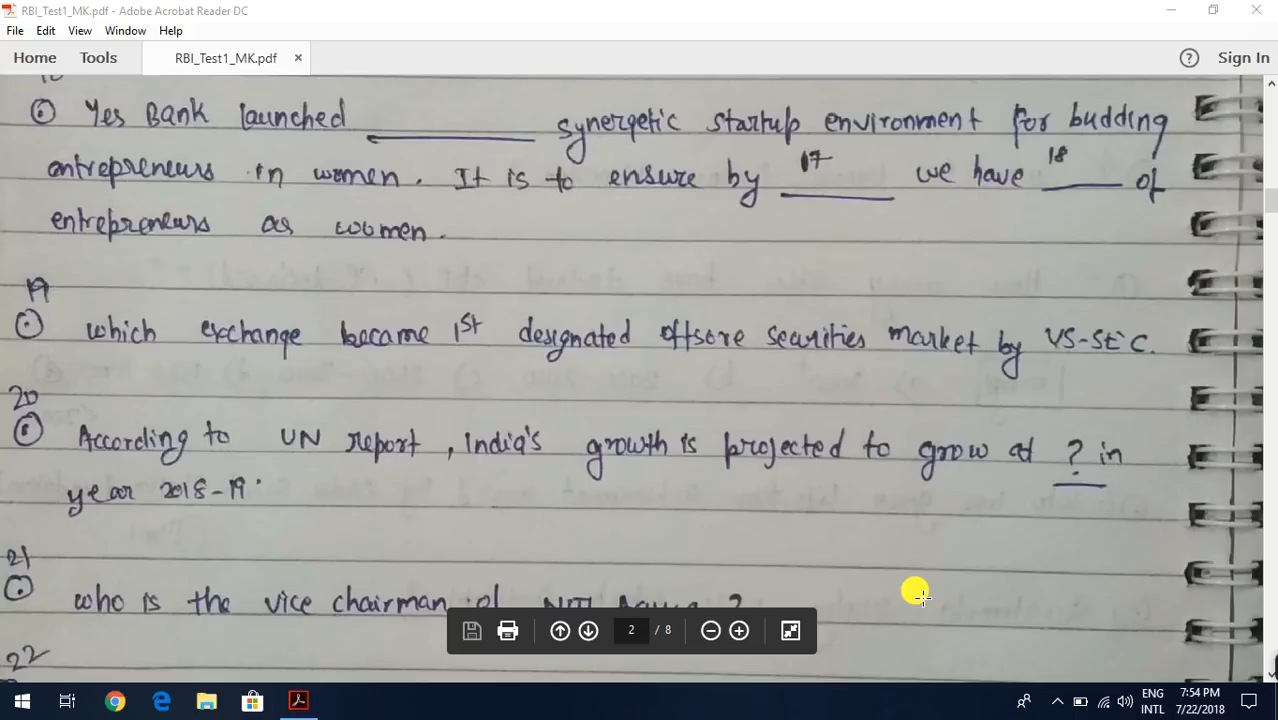 RBI_Test1_MK.pdf - Adobe Acrobat Reader DC
File Edit View Window Help
Home Tools RBI_Test1_MK.pdf × ? Sign In
Yes Bank launched ________ synergetic startup environment for budding
17 18
entrepreneurs in women. It is to ensure by ______ we have ____ of
entrepreneurs as women.
19
which exchange became 1st designated offsore securities market by US-SEC.
20
According to UN report, India's growth is projected to grow at ? in
year 2018-19.
21
who is the vice chairman of
2 / 8
22
ENG 7:54 PM
INTL 7/22/2018